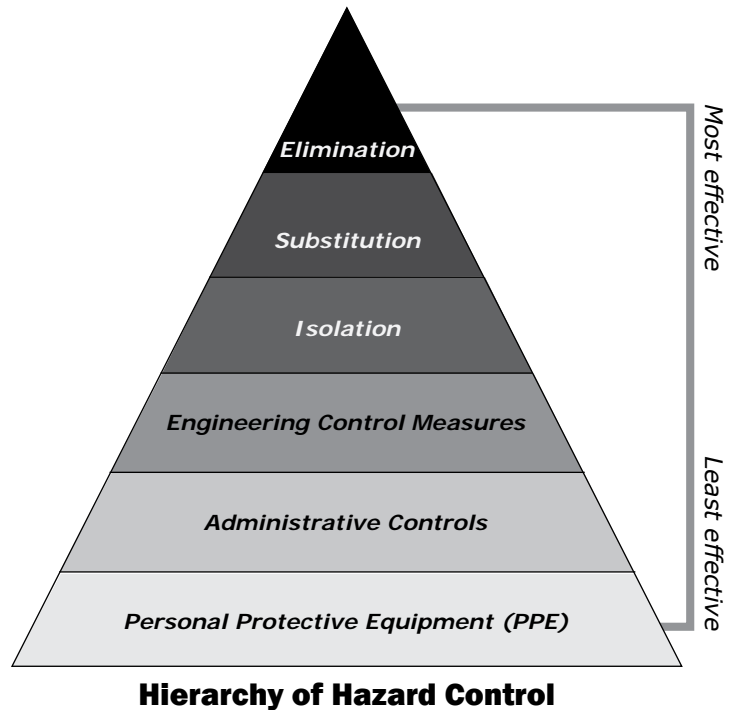 Elimination
Substitution
Isolation
Engineering Control Measures
Administrative Controls
Personal Protective Equipment (PPE)
Most effective
Least effective
Hierarchy of Hazard Control